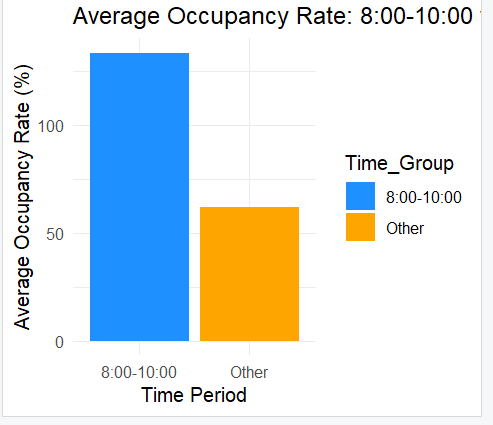 Average Occupancy Rate: 8:00-10:00
Average Occupancy Rate (%)
100
50
0
8:00-10:00 Other
Time Period
Time_Group
8:00-10:00
Other